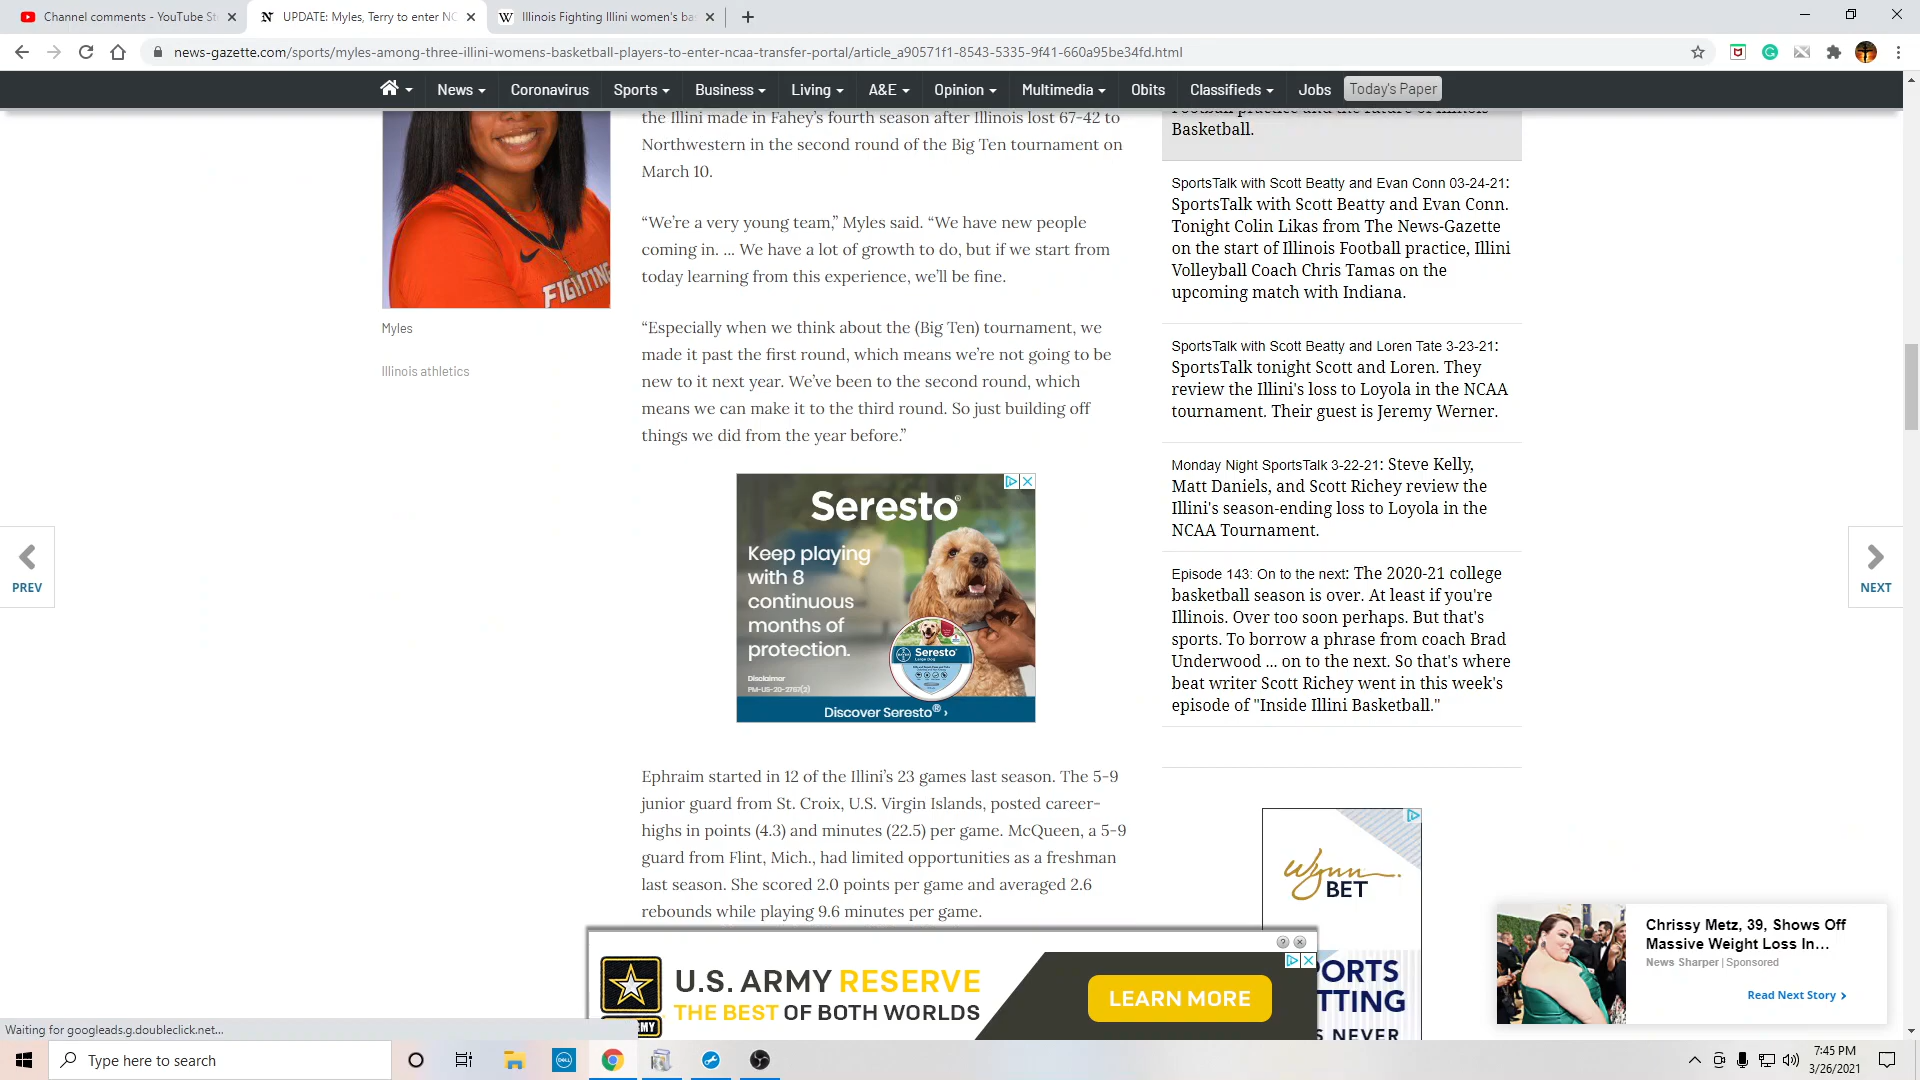 Channel comments - YouTube St
UPDATE: Myles, Terry to enter NC
Illinois Fighting Illini women's ba
news-gazette.com/sports/myles-among-three-illini-womens-basketball-players-to-enter-ncaa-transfer-portal/article_a90571f1-8543-5335-9f41-660a95be34fd.html
News Coronavirus Sports Business Living A&E Opinion Multimedia Obits Classifieds Jobs Today's Paper
FIGHTING
Myles
Illinois athletics
the Illini made in Fahey's fourth season after Illinois lost 67-42 to
Northwestern in the second round of the Big Ten tournament on
March 10.
“We're a very young team,” Myles said. “We have new people
coming in. ... We have a lot of growth to do, but if we start from
today learning from this experience, we'll be fine.
“Especially when we think about the (Big Ten) tournament, we
made it past the first round, which means we're not going to be
new to it next year. We've been to the second round, which
means we can make it to the third round. So just building off
things we did from the year before.”
Seresto
Keep playing
with 8
continuous
months of
protection.
Disclaimer
PM-US-20-2787(2)
Seresto
Discover Seresto® ›
Ephraim started in 12 of the Illini's 23 games last season. The 5-9
junior guard from St. Croix, U.S. Virgin Islands, posted career-
highs in points (4.3) and minutes (22.5) per game. McQueen, a 5-9
guard from Flint, Mich., had limited opportunities as a freshman
last season. She scored 2.0 points per game and averaged 2.6
rebounds while playing 9.6 minutes per game.
Football practice and the future of Illinois
Basketball.
SportsTalk with Scott Beatty and Evan Conn 03-24-21:
SportsTalk with Scott Beatty and Evan Conn.
Tonight Colin Likas from The News-Gazette
on the start of Illinois Football practice, Illini
Volleyball Coach Chris Tamas on the
upcoming match with Indiana.
SportsTalk with Scott Beatty and Loren Tate 3-23-21:
SportsTalk tonight Scott and Loren. They
review the Illini's loss to Loyola in the NCAA
tournament. Their guest is Jeremy Werner.
Monday Night SportsTalk 3-22-21: Steve Kelly,
Matt Daniels, and Scott Richey review the
Illini's season-ending loss to Loyola in the
NCAA Tournament.
Episode 143: On to the next: The 2020-21 college
basketball season is over. At least if you're
Illinois. Over too soon perhaps. But that's
sports. To borrow a phrase from coach Brad
Underwood ... on to the next. So that's where
beat writer Scott Richey went in this week's
episode of "Inside Illini Basketball."
PREV
NEXT
Wynn
BET
ORTS
TTING
S NEVER
Chrissy Metz, 39, Shows Off
Massive Weight Loss In...
News Sharper | Sponsored
Read Next Story
U.S. ARMY RESERVE
THE BEST OF BOTH WORLDS
LEARN MORE
Waiting for googleads.g.doubleclick.net...
Type here to search
DELL
7:45 PM
3/26/2021